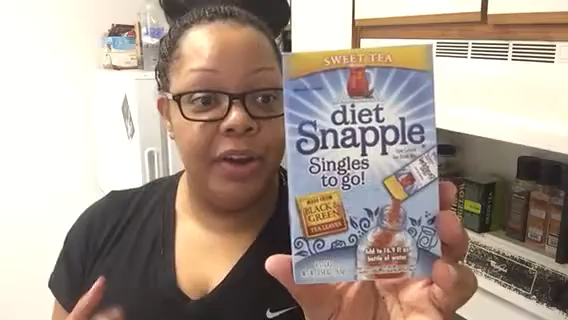 SWEET TEA
diet
Snapple
Singles
to go!
MADE FROM
BLACK &
GREEN
TEA LEAVES
Add to 16.9 fl oz
bottle of water